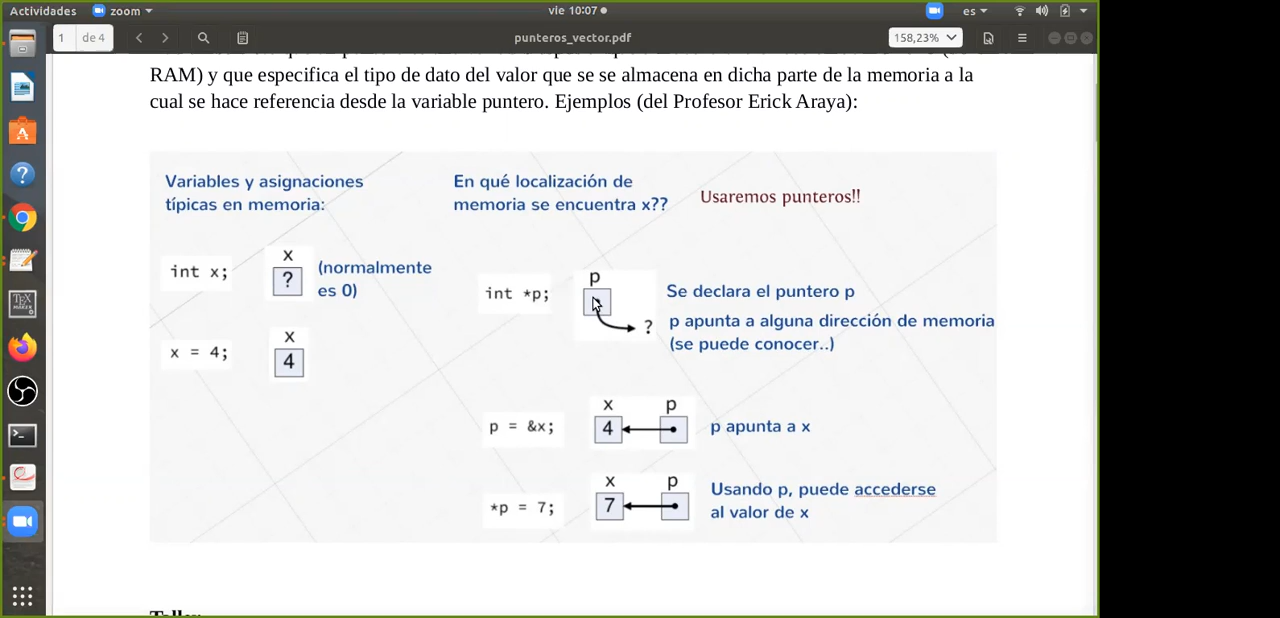 Actividades
zoom
vie 10:07
es
1
de 4
punteros_vector.pdf
158,23%
RAM) y que especifica el tipo de dato del valor que se se almacena en dicha parte de la memoria a la
cual se hace referencia desde la variable puntero. Ejemplos (del Profesor Erick Araya):
Variables y asignaciones
típicas en memoria:
En qué localización de
memoria se encuentra x??
Usaremos punteros!!
int x;
x
?
(normalmente
es 0)
x = 4;
x
4
int *p;
p
?
Se declara el puntero p
p apunta a alguna dirección de memoria
(se puede conocer..)
p = &x;
x p
4
p apunta a x
*p = 7;
x p
7
Usando p, puede accederse
al valor de x
Taller